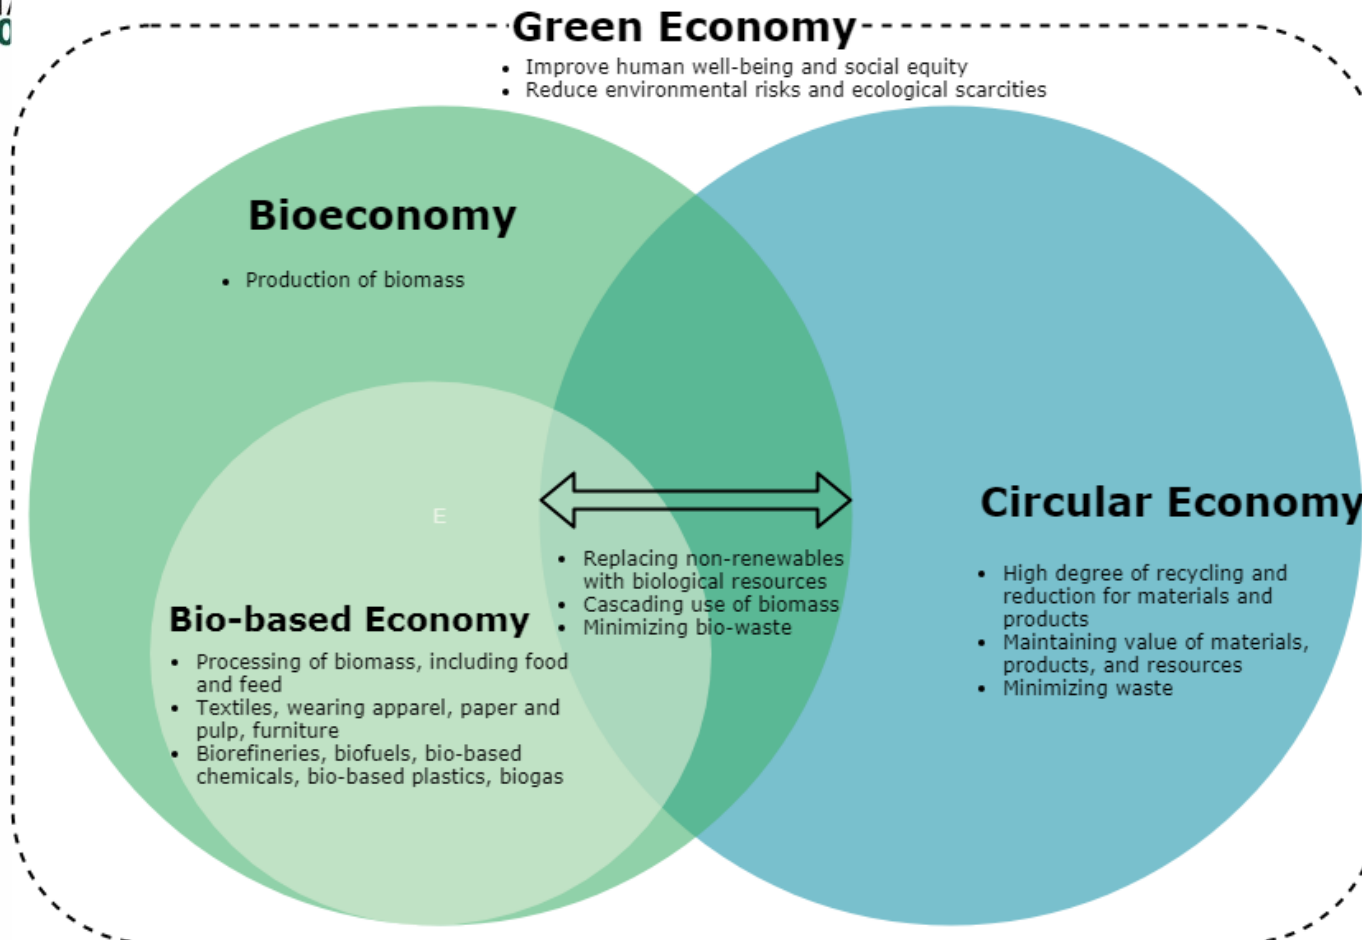 Green Economy
• Improve human well-being and social equity
• Reduce environmental risks and ecological scarcities
Bioeconomy
• Production of biomass
E
Bio-based Economy
• Processing of biomass, including food
and feed
• Textiles, wearing apparel, paper and
pulp, furniture
• Biorefineries, biofuels, bio-based
chemicals, bio-based plastics, biogas
• Replacing non-renewables
with biological resources
• Cascading use of biomass
• Minimizing bio-waste
Circular Economy
• High degree of recycling and
reduction for materials and
products
• Maintaining value of materials,
products, and resources
• Minimizing waste